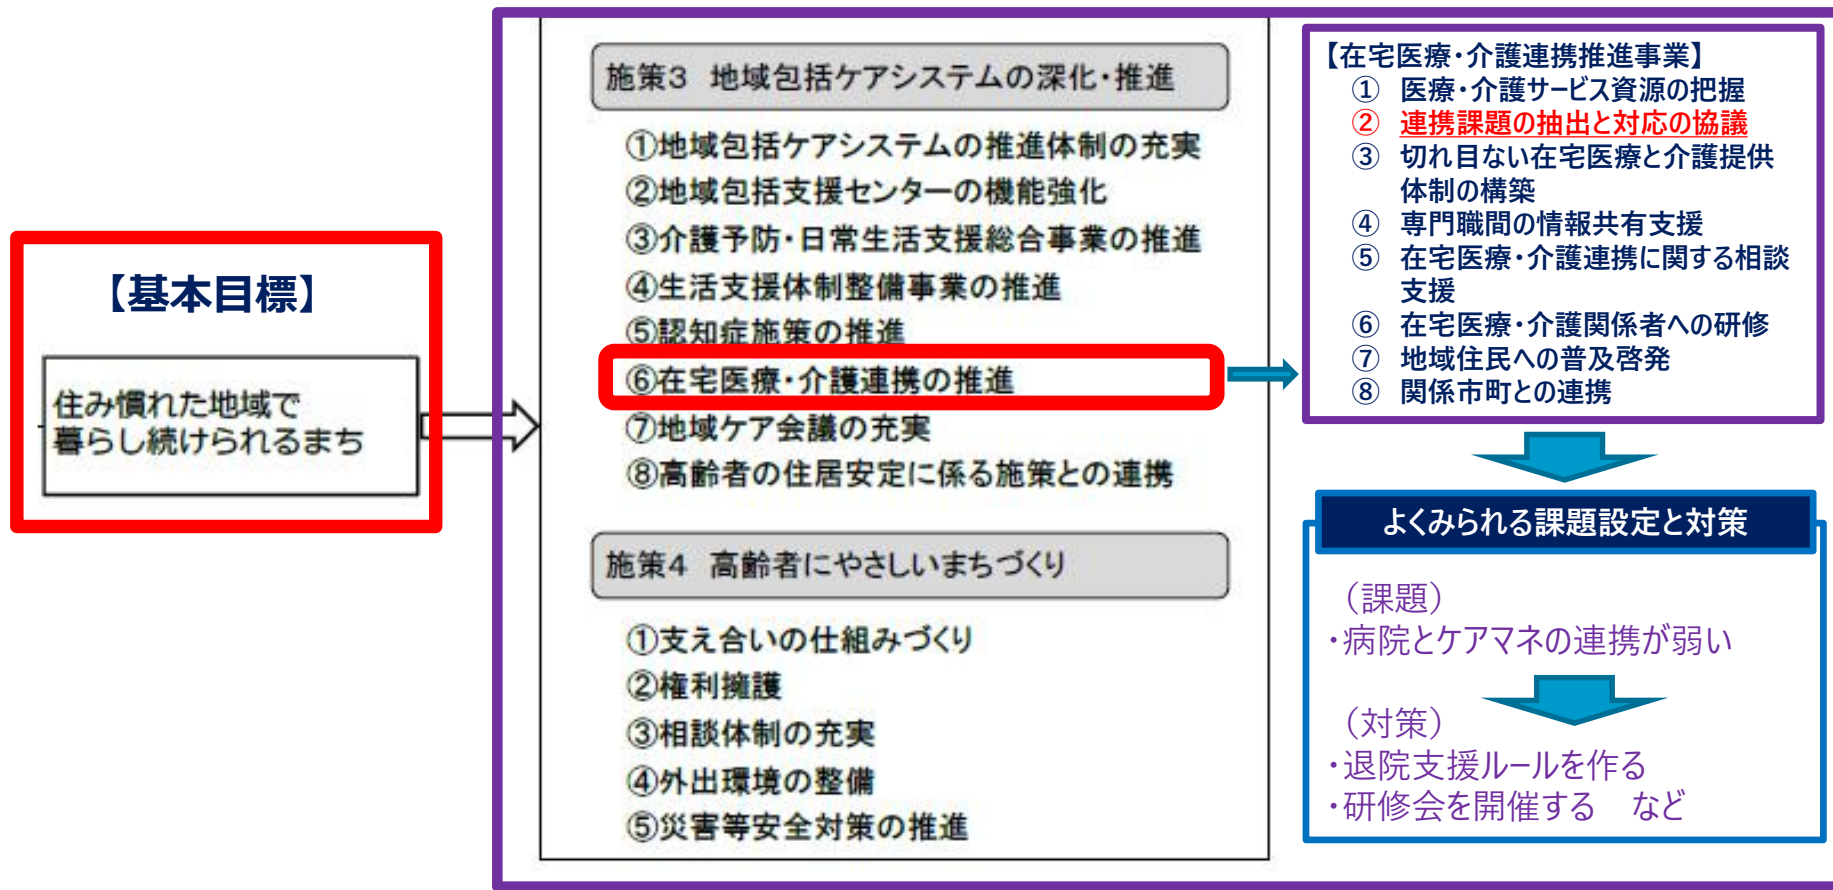 【基本目標】
住み慣れた地域で
暮らし続けられるまち
施策3 地域包括ケアシステムの深化・推進
①地域包括ケアシステムの推進体制の充実
②地域包括支援センターの機能強化
③介護予防・日常生活支援総合事業の推進
④生活支援体制整備事業の推進
⑤認知症施策の推進
⑥在宅医療・介護連携の推進
⑦地域ケア会議の充実
⑧高齢者の住居安定に係る施策との連携
施策4 高齢者にやさしいまちづくり
①支え合いの仕組みづくり
②権利擁護
③相談体制の充実
④外出環境の整備
⑤災害等安全対策の推進
【在宅医療・介護連携推進事業】
① 医療・介護サービス資源の把握
② 連携課題の抽出と対応の協議
③ 切れ目ない在宅医療と介護提供
体制の構築
④ 専門職間の情報共有支援
⑤ 在宅医療・介護連携に関する相談
支援
⑥ 在宅医療・介護関係者への研修
⑦ 地域住民への普及啓発
⑧ 関係市町との連携
よくみられる課題設定と対策
（課題）
・病院とケアマネの連携が弱い
（対策）
・退院支援ルールを作る
・研修会を開催する など